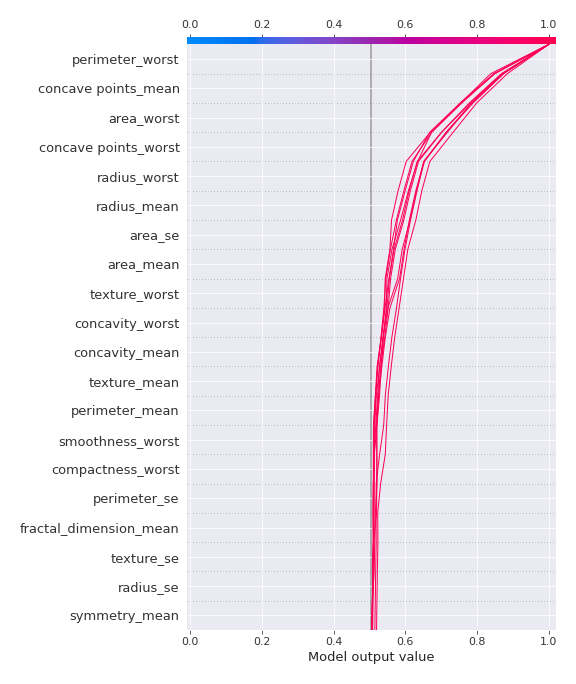 0.0 0.2 0.4 0.6 0.8 1.0
perimeter_worst
concave points_mean
area_worst
concave points_worst
radius_worst
radius_mean
area_se
area_mean
texture_worst
concavity_worst
concavity_mean
texture_mean
perimeter_mean
smoothness_worst
compactness_worst
perimeter_se
fractal_dimension_mean
texture_se
radius_se
symmetry_mean
0.0 0.2 0.4 0.6 0.8 1.0
Model output value